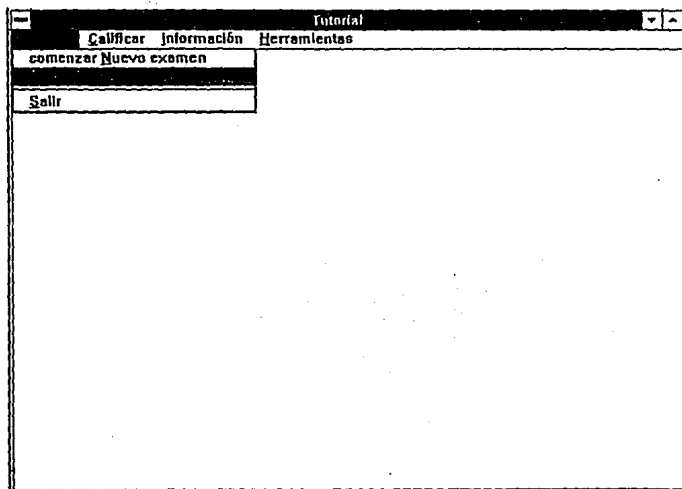 Tutorial
Calificar Información Herramientas
comenzar Nuevo examen
Salir